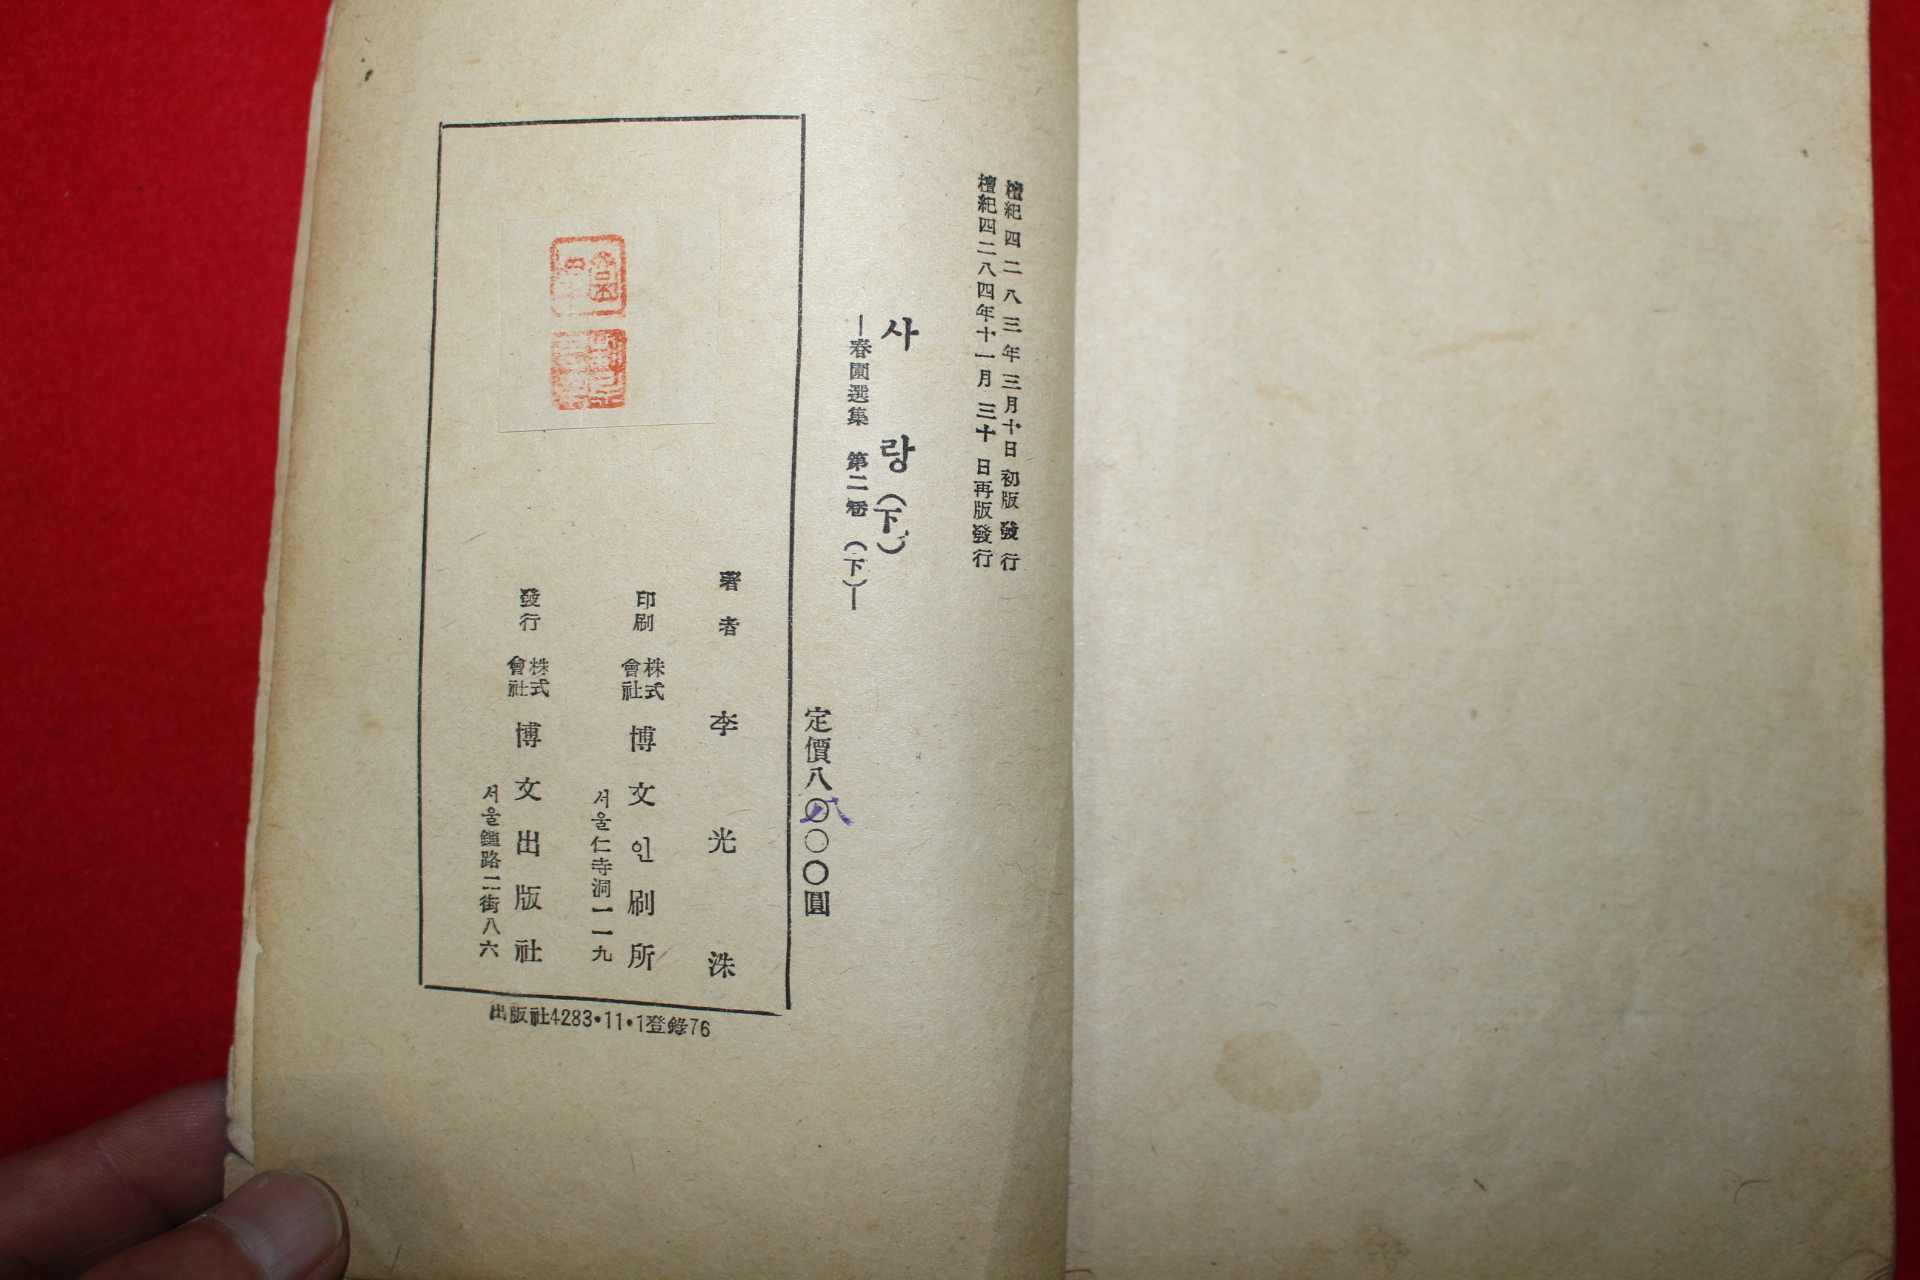 檀紀四二八三年三月十日初版發行
檀紀四二八四年十一月三十日再版發行
사랑(下)
—春園選集 第二卷 (下)—
定價八〇〇〇圓
著者 李光洙
印刷 株式會社 博文인刷所
서울仁寺洞一一九
發行 株式會社 博文出版社
서울鍾路二街八六
出版社4283·11·1登錄76